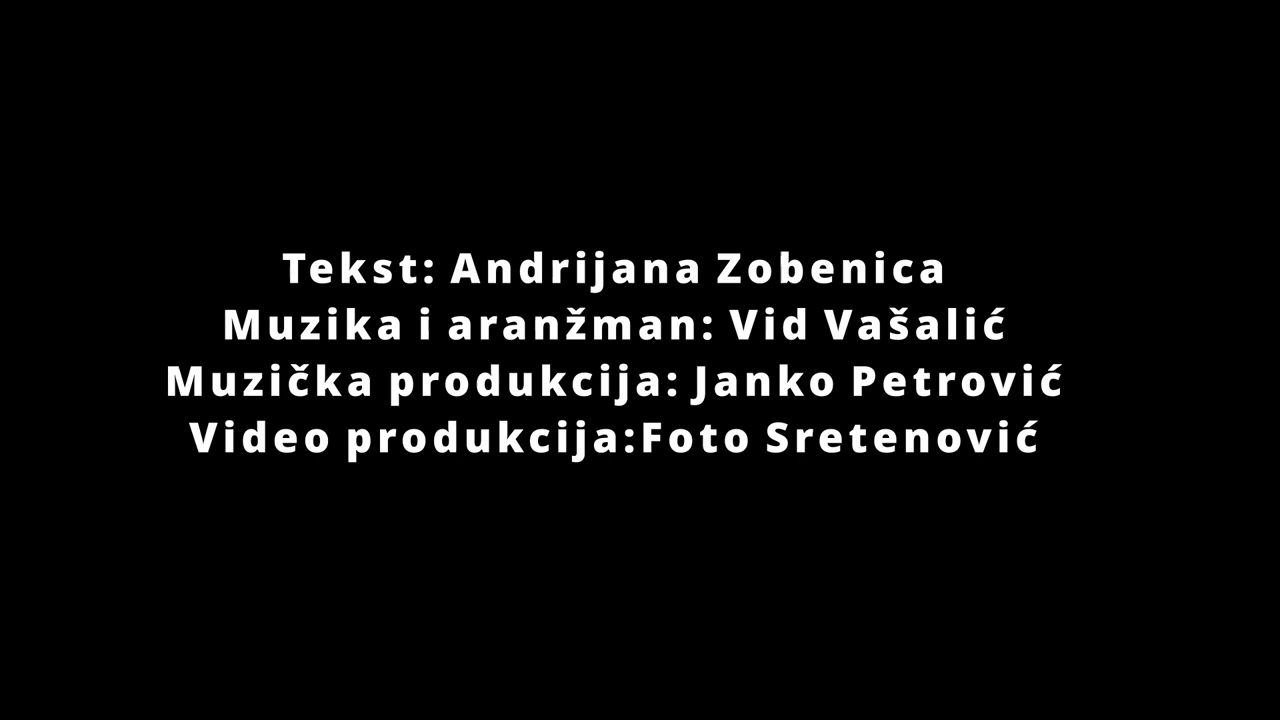 Tekst: Andrijana Zobenica
Muzika i aranžman: Vid Vašalić
Muzička produkcija: Janko Petrović
Video produkcija:Foto Sretenović